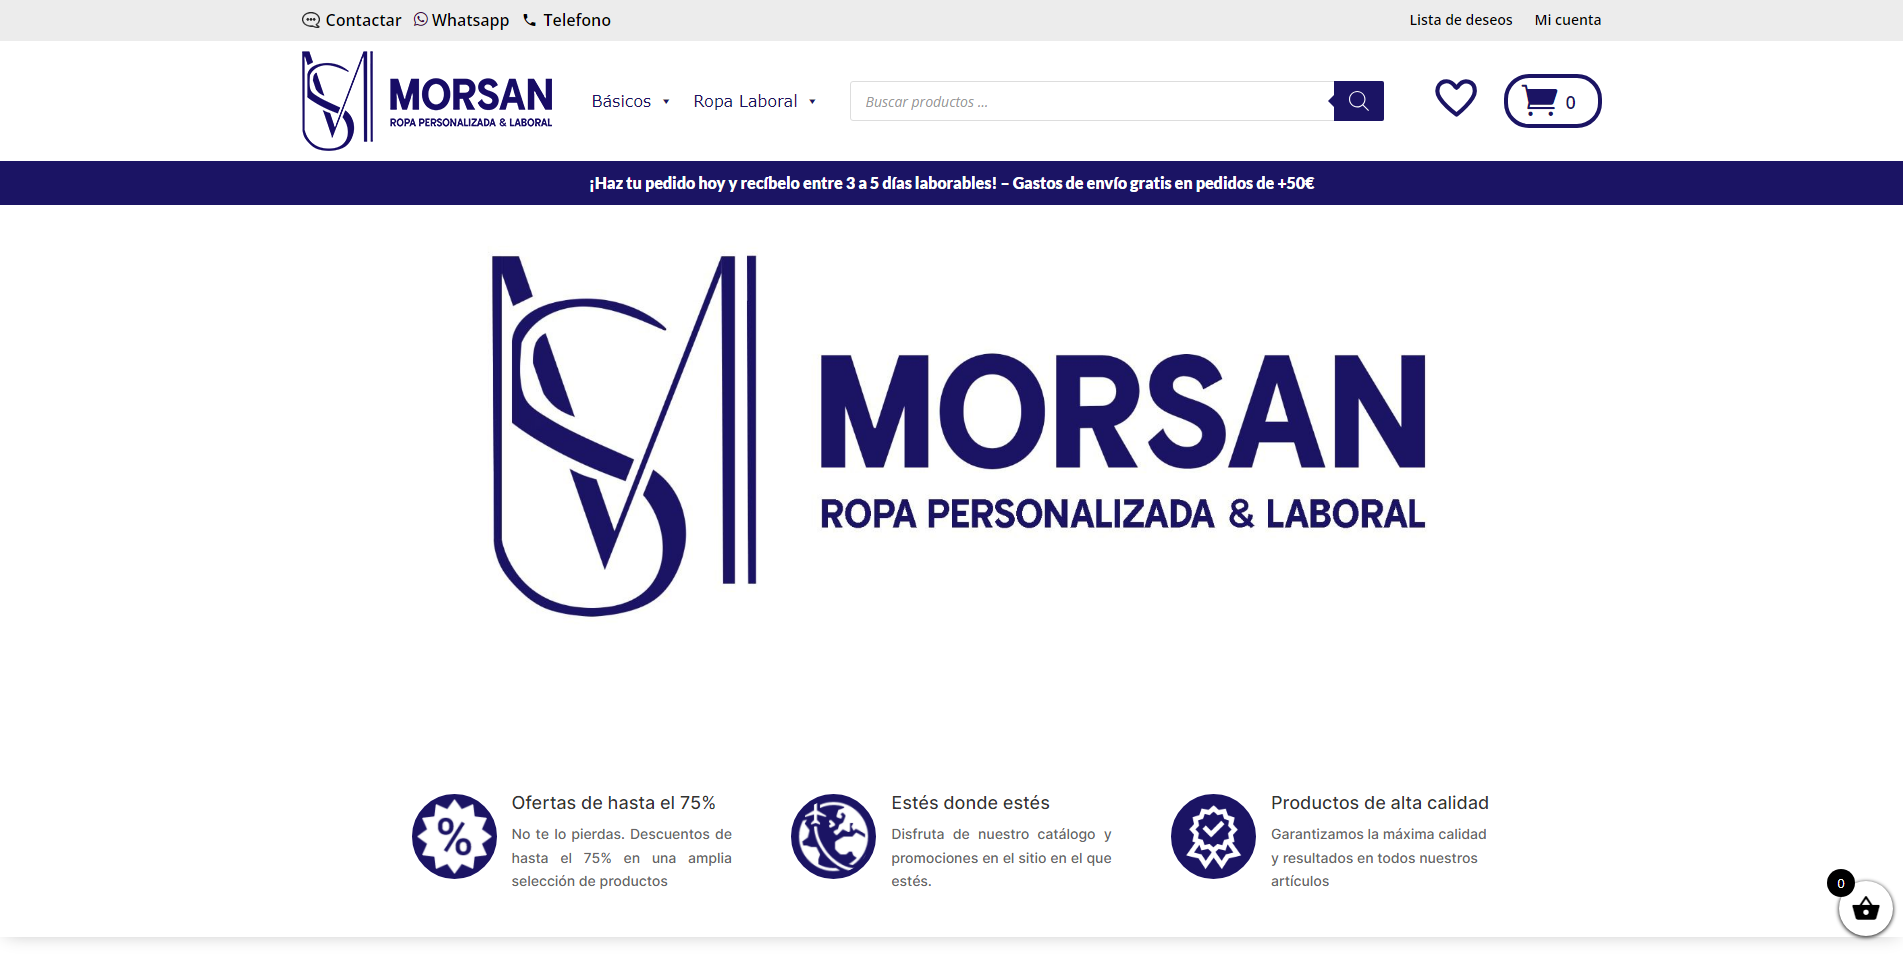 Contactar Whatsapp Telefono Lista de deseos Mi cuenta
MORSAN
ROPA PERSONALIZADA & LABORAL
Básicos Ropa Laboral Buscar productos ... 0
¡Haz tu pedido hoy y recíbelo entre 3 a 5 días laborables! – Gastos de envío gratis en pedidos de +50€
MORSAN
ROPA PERSONALIZADA & LABORAL
%
Ofertas de hasta el 75%
No te lo pierdas. Descuentos de
hasta el 75% en una amplia
selección de productos
Estés donde estés
Disfruta de nuestro catálogo y
promociones en el sitio en el que
estés.
Productos de alta calidad
Garantizamos la máxima calidad
y resultados en todos nuestros
artículos
0